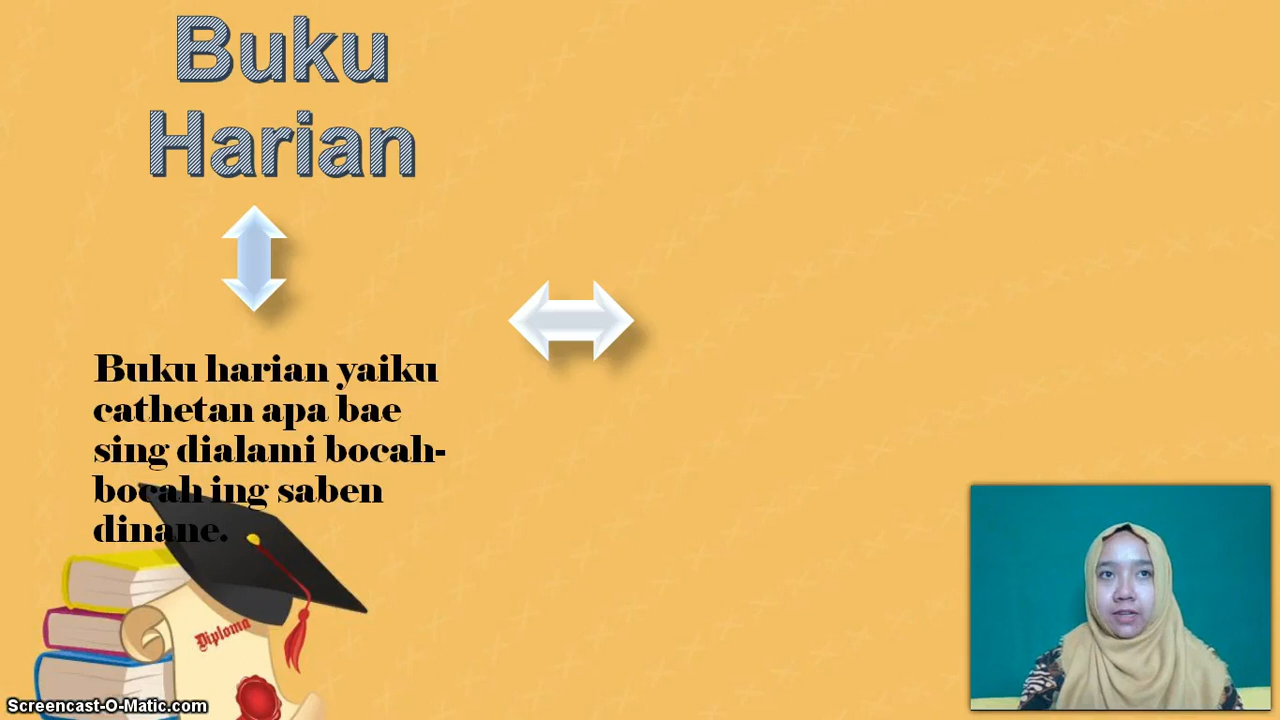 Buku
Harian
Buku harian yaiku
cathetan apa bae
sing dialami bocah-
bocah ing saben
dinane.
Diploma
Screencast-O-Matic.com